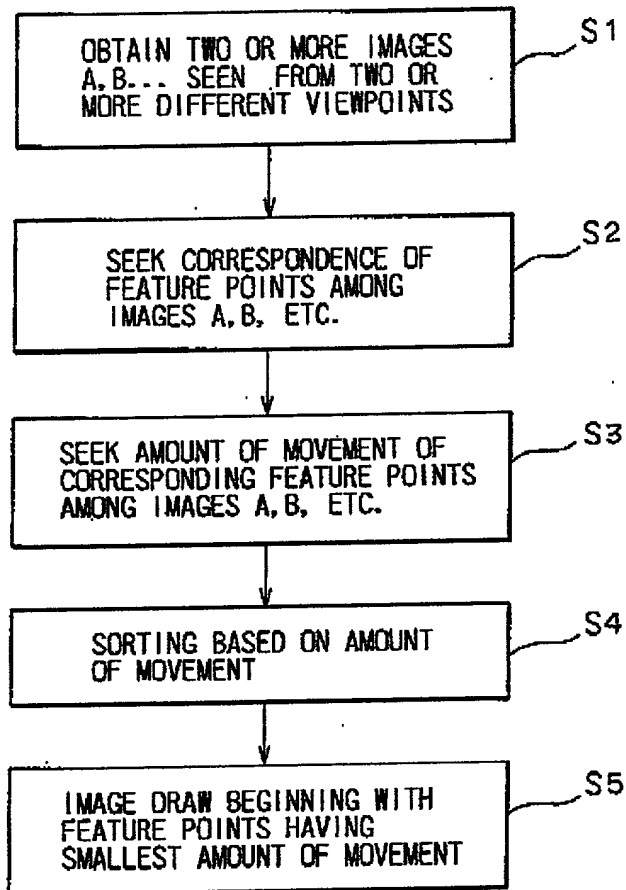 S1
OBTAIN TWO OR MORE IMAGES
A,B... SEEN FROM TWO OR
MORE DIFFERENT VIEWPOINTS
S2
SEEK CORRESPONDENCE OF
FEATURE POINTS AMONG
IMAGES A,B, ETC.
S3
SEEK AMOUNT OF MOVEMENT OF
CORRESPONDING FEATURE POINTS
AMONG IMAGES A,B, ETC.
S4
SORTING BASED ON AMOUNT
OF MOVEMENT
S5
IMAGE DRAW BEGINNING WITH
FEATURE POINTS HAVING
SMALLEST AMOUNT OF MOVEMENT